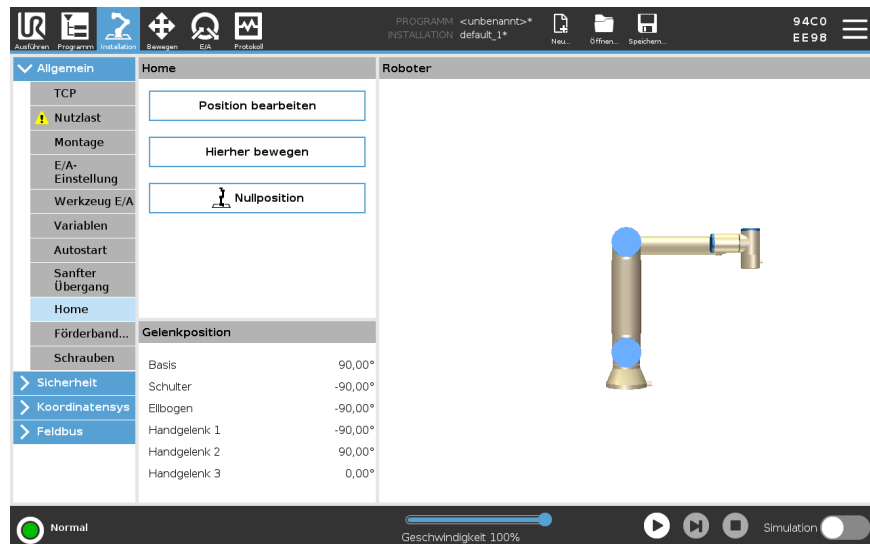 PROGRAMM <unbenannt>*
INSTALLATION default_1*
Ausführen Programm Installation Bewegen E/A Protokoll
Neu... Öffnen... Speichern...
94C0
EE98
Allgemein
TCP
Nutzlast
Montage
E/A-
Einstellung
Werkzeug E/A
Variablen
Autostart
Sanfter
Übergang
Home
Förderband...
Schrauben
Sicherheit
Koordinatensys
Feldbus
Home
Position bearbeiten
Hierher bewegen
Nullposition
Gelenkposition
Basis 90,00°
Schulter -90,00°
Ellbogen -90,00°
Handgelenk 1 -90,00°
Handgelenk 2 90,00°
Handgelenk 3 0,00°
Roboter
Normal
Geschwindigkeit 100%
Simulation